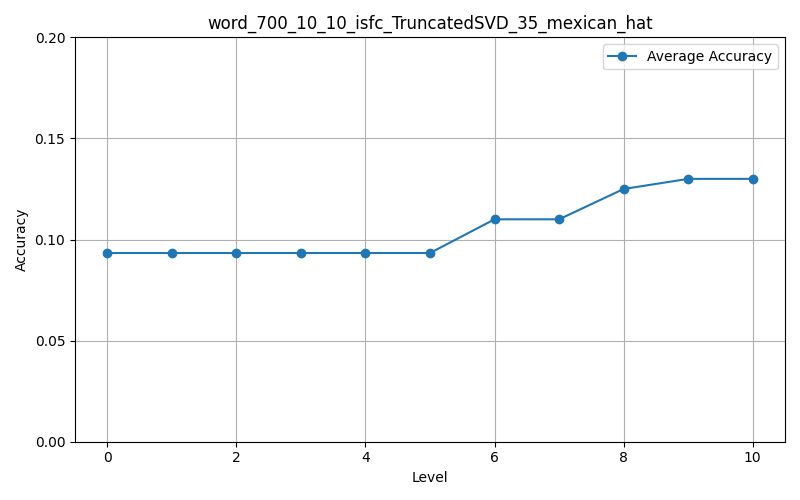 word_700_10_10_isfc_TruncatedSVD_35_mexican_hat
Average Accuracy
0.20
0.15
0.10
0.05
0.00
Accuracy
0 2 4 6 8 10
Level